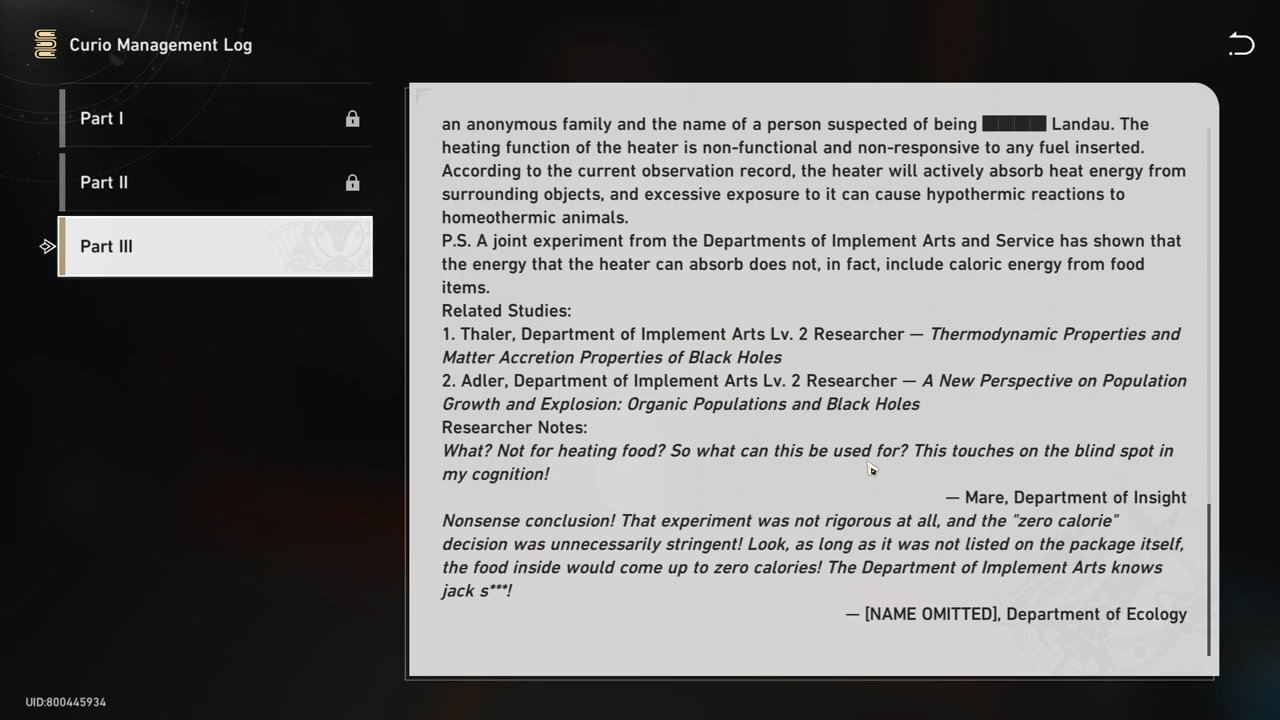 Curio Management Log
Part I
Part II
Part III
an anonymous family and the name of a person suspected of being █████ Landau. The
heating function of the heater is non-functional and non-responsive to any fuel inserted.
According to the current observation record, the heater will actively absorb heat energy from
surrounding objects, and excessive exposure to it can cause hypothermic reactions to
homeothermic animals.
P.S. A joint experiment from the Departments of Implement Arts and Service has shown that
the energy that the heater can absorb does not, in fact, include caloric energy from food
items.
Related Studies:
1. Thaler, Department of Implement Arts Lv. 2 Researcher — Thermodynamic Properties and
Matter Accretion Properties of Black Holes
2. Adler, Department of Implement Arts Lv. 2 Researcher — A New Perspective on Population
Growth and Explosion: Organic Populations and Black Holes
Researcher Notes:
What? Not for heating food? So what can this be used for? This touches on the blind spot in
my cognition!
— Mare, Department of Insight
Nonsense conclusion! That experiment was not rigorous at all, and the "zero calorie"
decision was unnecessarily stringent! Look, as long as it was not listed on the package itself,
the food inside would come up to zero calories! The Department of Implement Arts knows
jack s***!
— [NAME OMITTED], Department of Ecology
UID:800445934